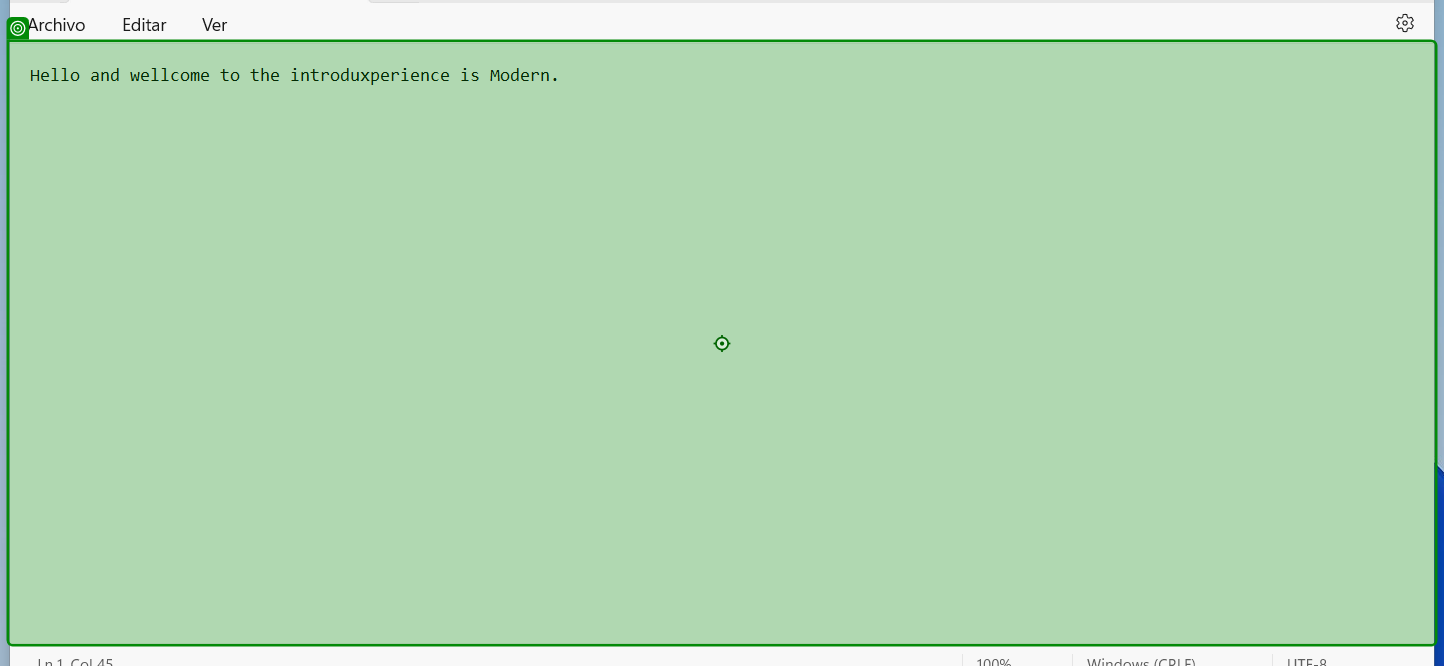 Archivo Editar Ver
Hello and wellcome to the introduxperience is Modern.
Ln 1, Col 45 100% Windows (CRLF) UTF-8